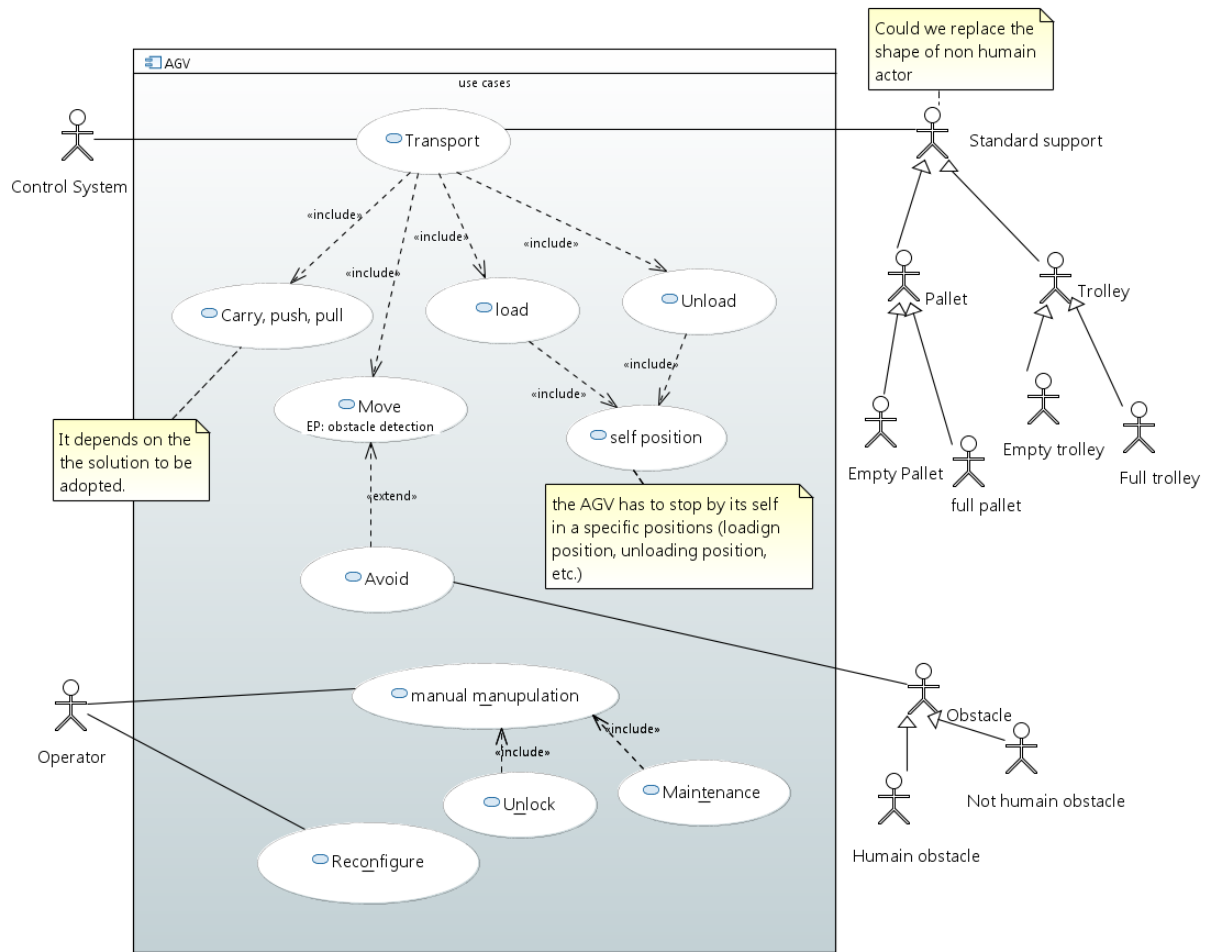 Could we replace the
shape of non humain
actor
AGV
use cases
Control System
Transport
Standard support
«include»
«include»
«include»
«include»
Carry, push, pull
load
Unload
Pallet
Trolley
«include»
«include»
Move
EP: obstacle detection
self position
It depends on the
the solution to be
adopted.
Empty Pallet
full pallet
Empty trolley
Full trolley
«extend»
the AGV has to stop by its self
in a specific positions (loadign
position, unloading position,
etc.)
Avoid
manual manupulation
Operator
Obstacle
«include»
«include»
Unlock
Maintenance
Not humain obstacle
Humain obstacle
Reconfigure